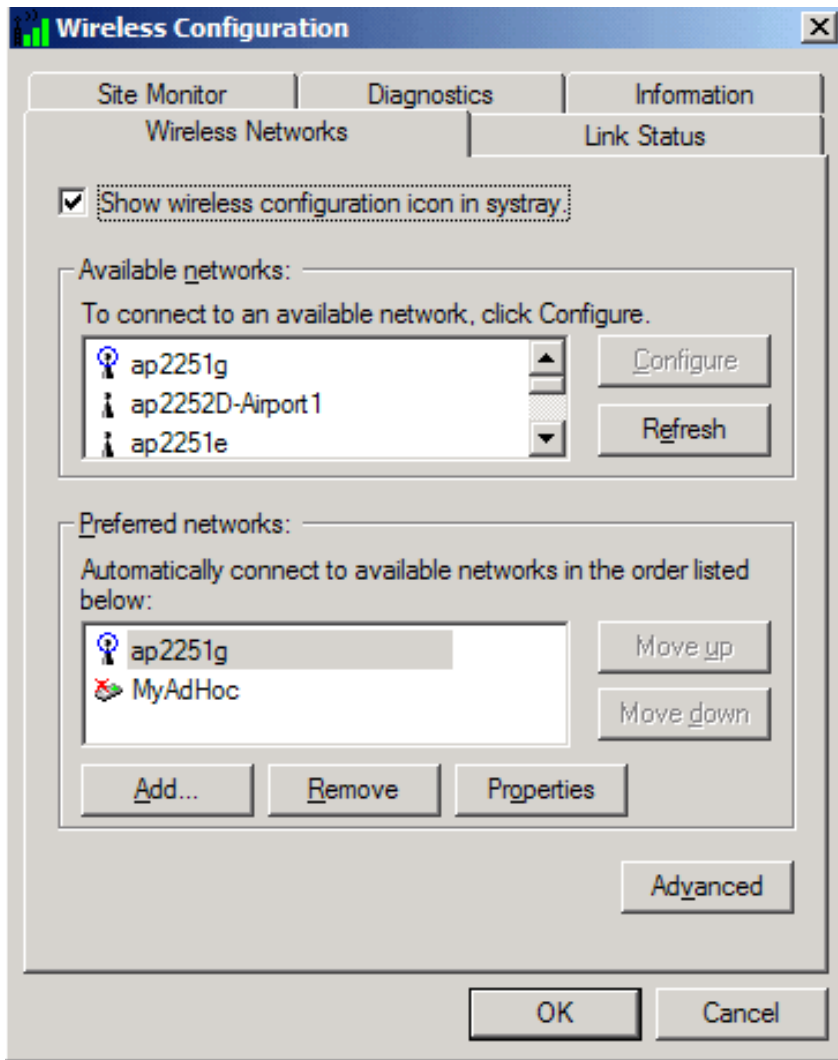 Wireless Configuration
Site Monitor
Diagnostics
Information
Wireless Networks
Link Status
Show wireless configuration icon in systray.
Available networks:
To connect to an available network, click Configure.
ap2251g
ap2252D-Airport1
ap2251e
Configure
Refresh
Preferred networks:
Automatically connect to available networks in the order listed
below:
ap2251g
MyAdHoc
Move up
Move down
Add...
Remove
Properties
Advanced
OK
Cancel